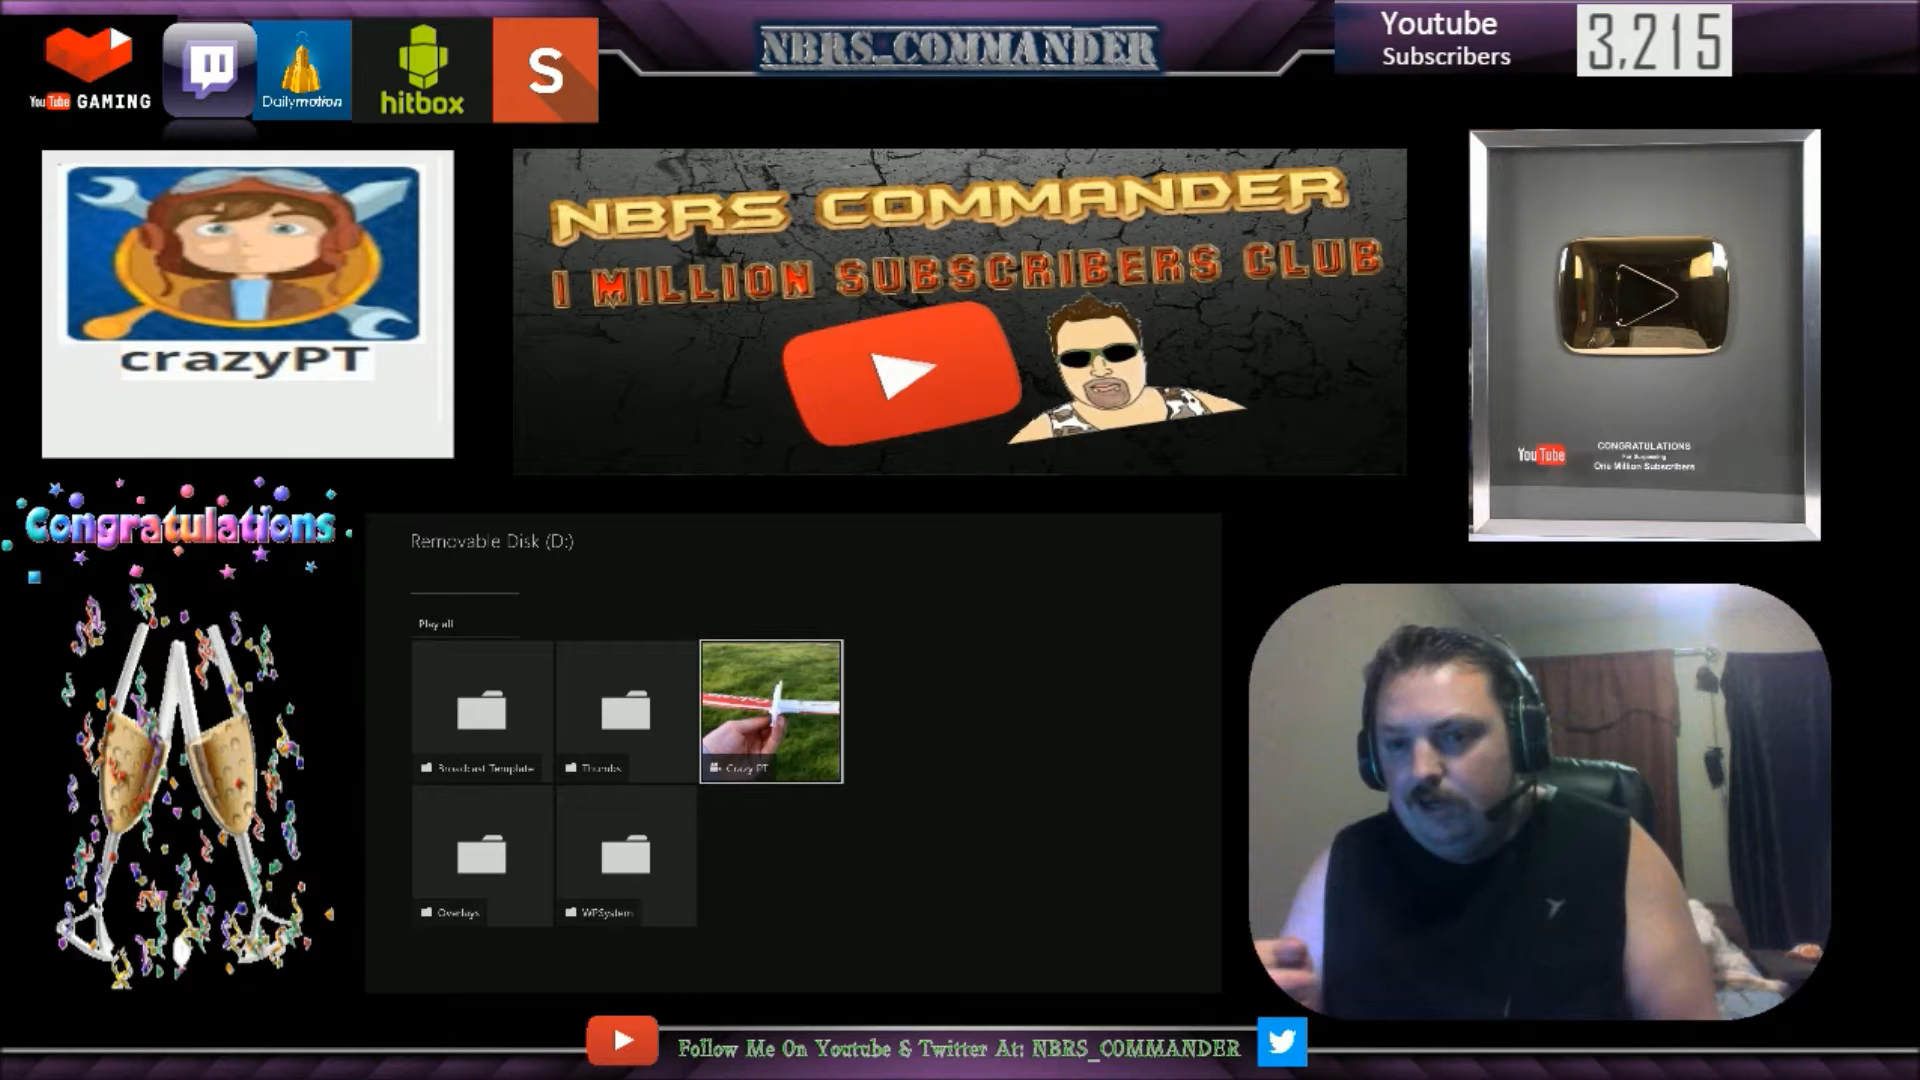 YouTube GAMING
Dailymotion
hitbox
S
NBRS_COMMANDER
Youtube
Subscribers
3,215
crazyPT
NBRS COMMANDER
1 MILLION SUBSCRIBERS CLUB
YouTube
CONGRATULATIONS
For Surpassing
One Million Subscribers
Congratulations
Removable Disk (D:)
Play all
Broadcast Template
Thumbs
Crazy PT
Overlays
WPSystem
Follow Me On Youtube & Twitter At: NBRS_COMMANDER